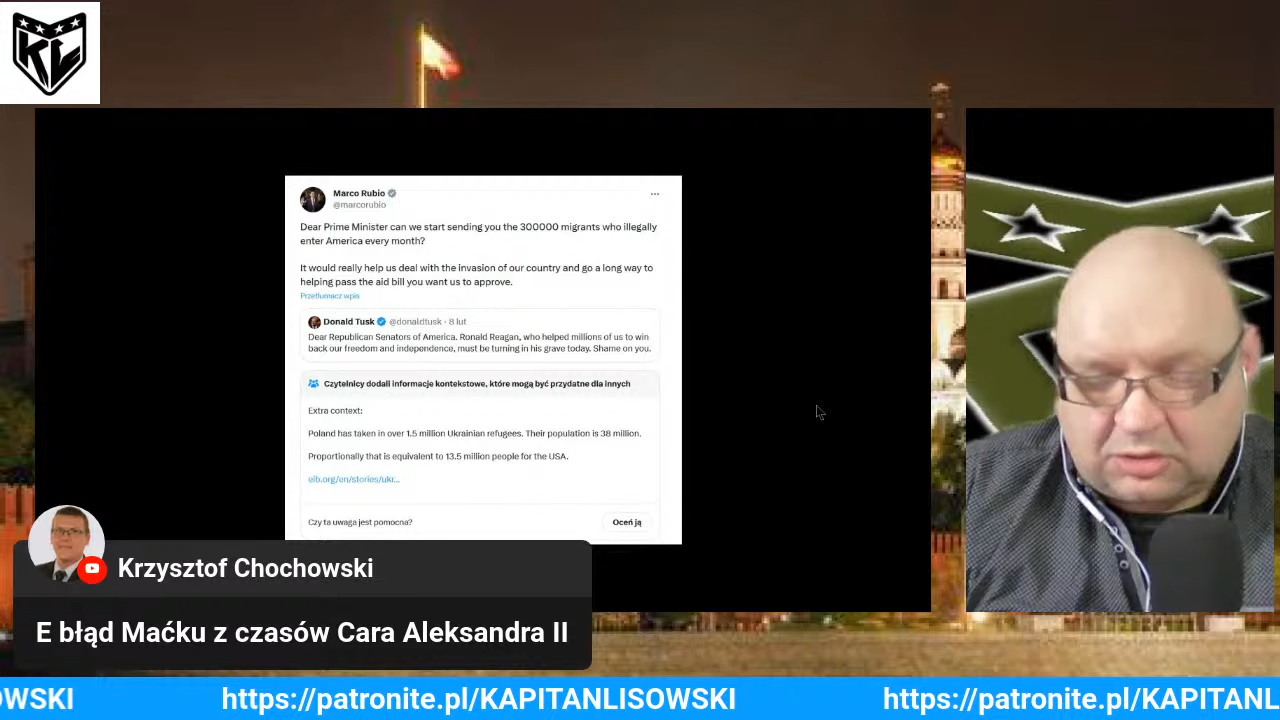 KL
Marco Rubio
@marcorubio
Dear Prime Minister can we start sending you the 300000 migrants who illegally
enter America every month?
It would really help us deal with the invasion of our country and go a long way to
helping pass the aid bill you want us to approve.
Przetłumacz wpis
Donald Tusk @donaldtusk · 8 lut
Dear Republican Senators of America. Ronald Reagan, who helped millions of us to win
back our freedom and independence, must be turning in his grave today. Shame on you.
Czytelnicy dodali informacje kontekstowe, które mogą być przydatne dla innych
Extra context:
Poland has taken in over 1.5 million Ukrainian refugees. Their population is 38 million.
Proportionally that is equivalent to 13.5 million people for the USA.
eib.org/en/stories/ukr...
Czy ta uwaga jest pomocna?
Oceń ją
Krzysztof Chochowski
E błąd Maćku z czasów Cara Aleksandra II
OWSKI https://patronite.pl/KAPITANLISOWSKI https://patronite.pl/KAPITANL